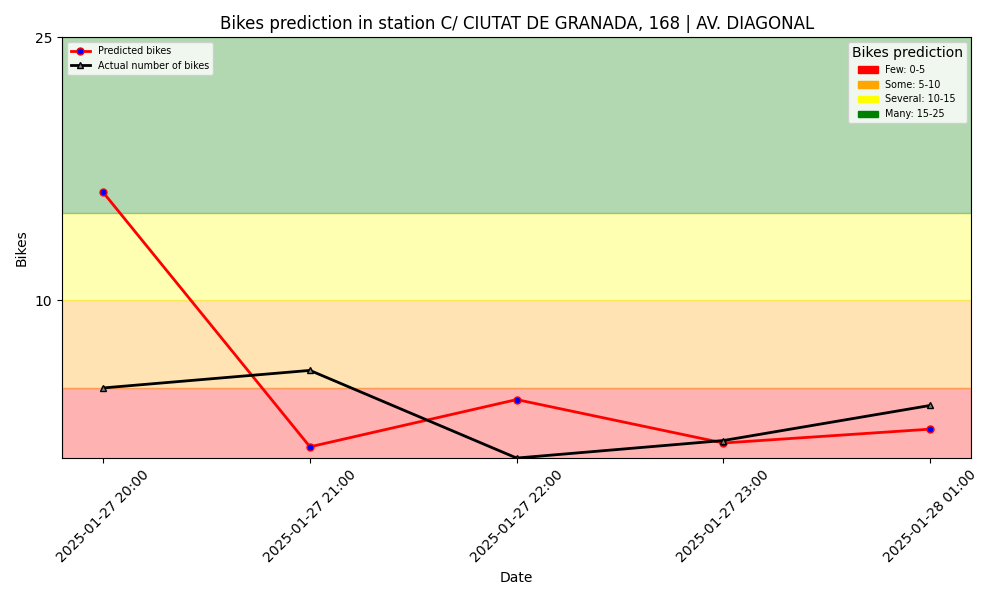 Bikes prediction in station C/ CIUTAT DE GRANADA, 168 | AV. DIAGONAL
25
10
Bikes
Predicted bikes
Actual number of bikes
Bikes prediction
Few: 0-5
Some: 5-10
Several: 10-15
Many: 15-25
2025-01-27 20:00
2025-01-27 21:00
2025-01-27 22:00
2025-01-27 23:00
2025-01-28 01:00
Date